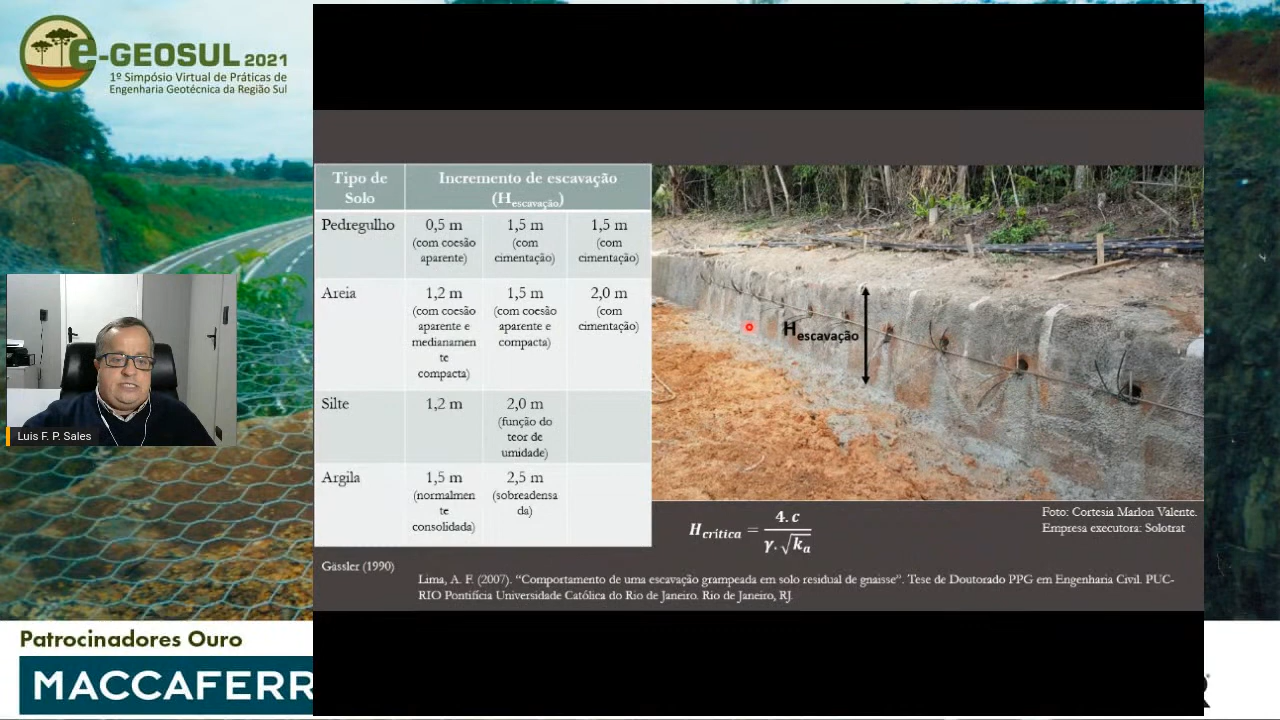 e-GEOSUL 2021
1º Simpósio Virtual de Práticas de
Engenharia Geotécnica da Região Sul
Luis F. P. Sales
Tipo de
Solo
Incremento de escavação
(Hescavação)
Pedregulho
0,5 m
(com coesão
aparente)
1,5 m
(com
cimentação)
1,5 m
(com
cimentação)
Areia
1,2 m
(com coesão
aparente e
medianamen
te
compacta)
1,5 m
(com coesão
aparente e
compacta)
2,0 m
(com
cimentação)
Silte
1,2 m
2,0 m
(função do
teor de
umidade)
Argila
1,5 m
(normalmen
te
consolidada)
2,5 m
(sobreadensa
da)
Hescavação
Hcrítica = 4.c / γ.√ka
Foto: Cortesia Marlon Valente.
Empresa executora: Solotrat
Gässler (1990)
Lima, A. F. (2007). “Comportamento de uma escavação grampeada em solo residual de gnaisse”. Tese de Doutorado PPG em Engenharia Civil. PUC-
RIO Pontifícia Universidade Católica do Rio de Janeiro. Rio de Janeiro, RJ.
Patrocinadores Ouro
MACCAFERR